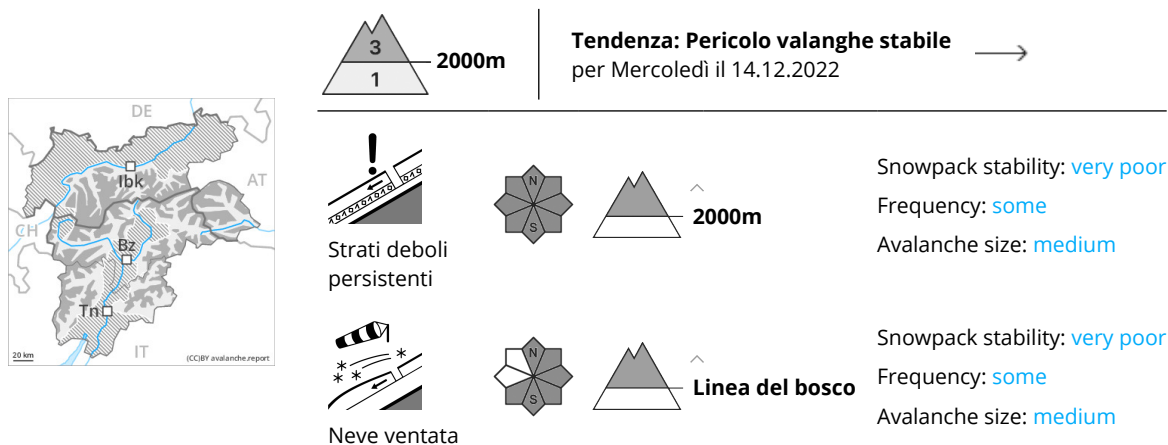 3
2000m
1
Tendenza: Pericolo valanghe stabile
per Mercoledì il 14.12.2022
DE
Ibk
AT
CH
Bz
Tn
IT
20 km
(CC)BY avalanche.report
N
S
2000m
Strati deboli
persistenti
Snowpack stability: very poor
Frequency: some
Avalanche size: medium
N
S
Linea del bosco
Neve ventata
Snowpack stability: very poor
Frequency: some
Avalanche size: medium